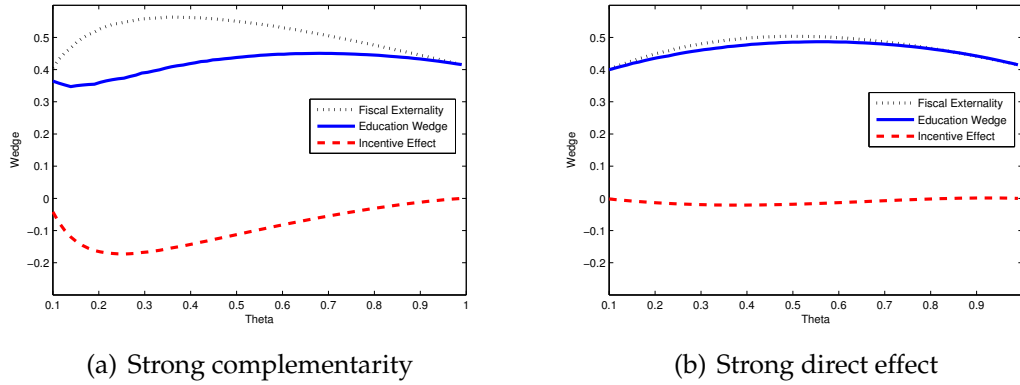 0.5
0.4
0.3
0.2
0.1
0
−0.1
−0.2
Wedge
0.1 0.2 0.3 0.4 0.5 0.6 0.7 0.8 0.9 1
Theta
Fiscal Externality
Education Wedge
Incentive Effect
(a) Strong complementarity
0.5
0.4
0.3
0.2
0.1
0
−0.1
−0.2
Wedge
0.1 0.2 0.3 0.4 0.5 0.6 0.7 0.8 0.9
Theta
Fiscal Externality
Education Wedge
Incentive Effect
(b) Strong direct effect